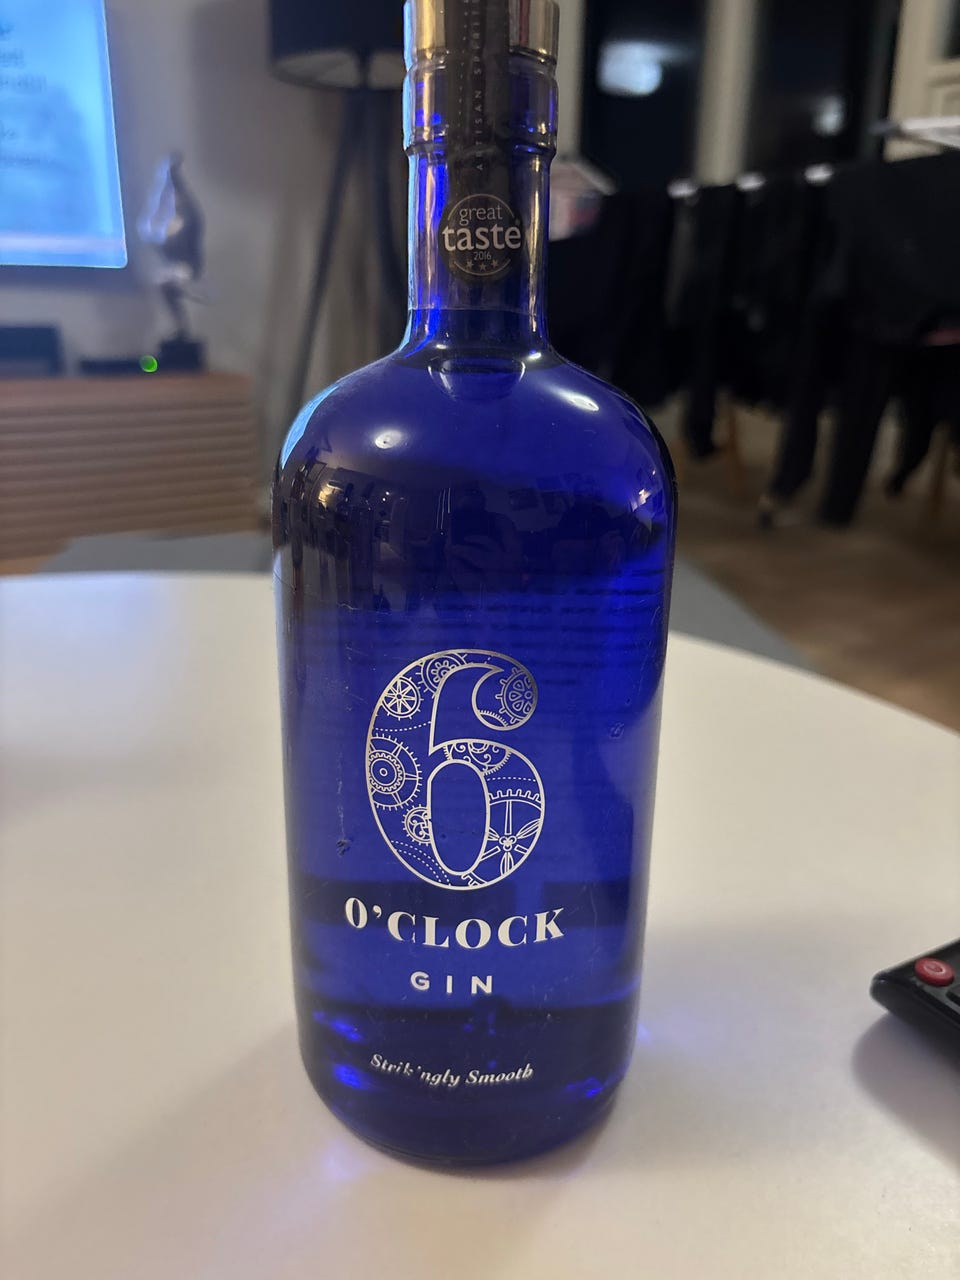 great
taste
2016
6
O'CLOCK
GIN
Strik'ngly Smooth